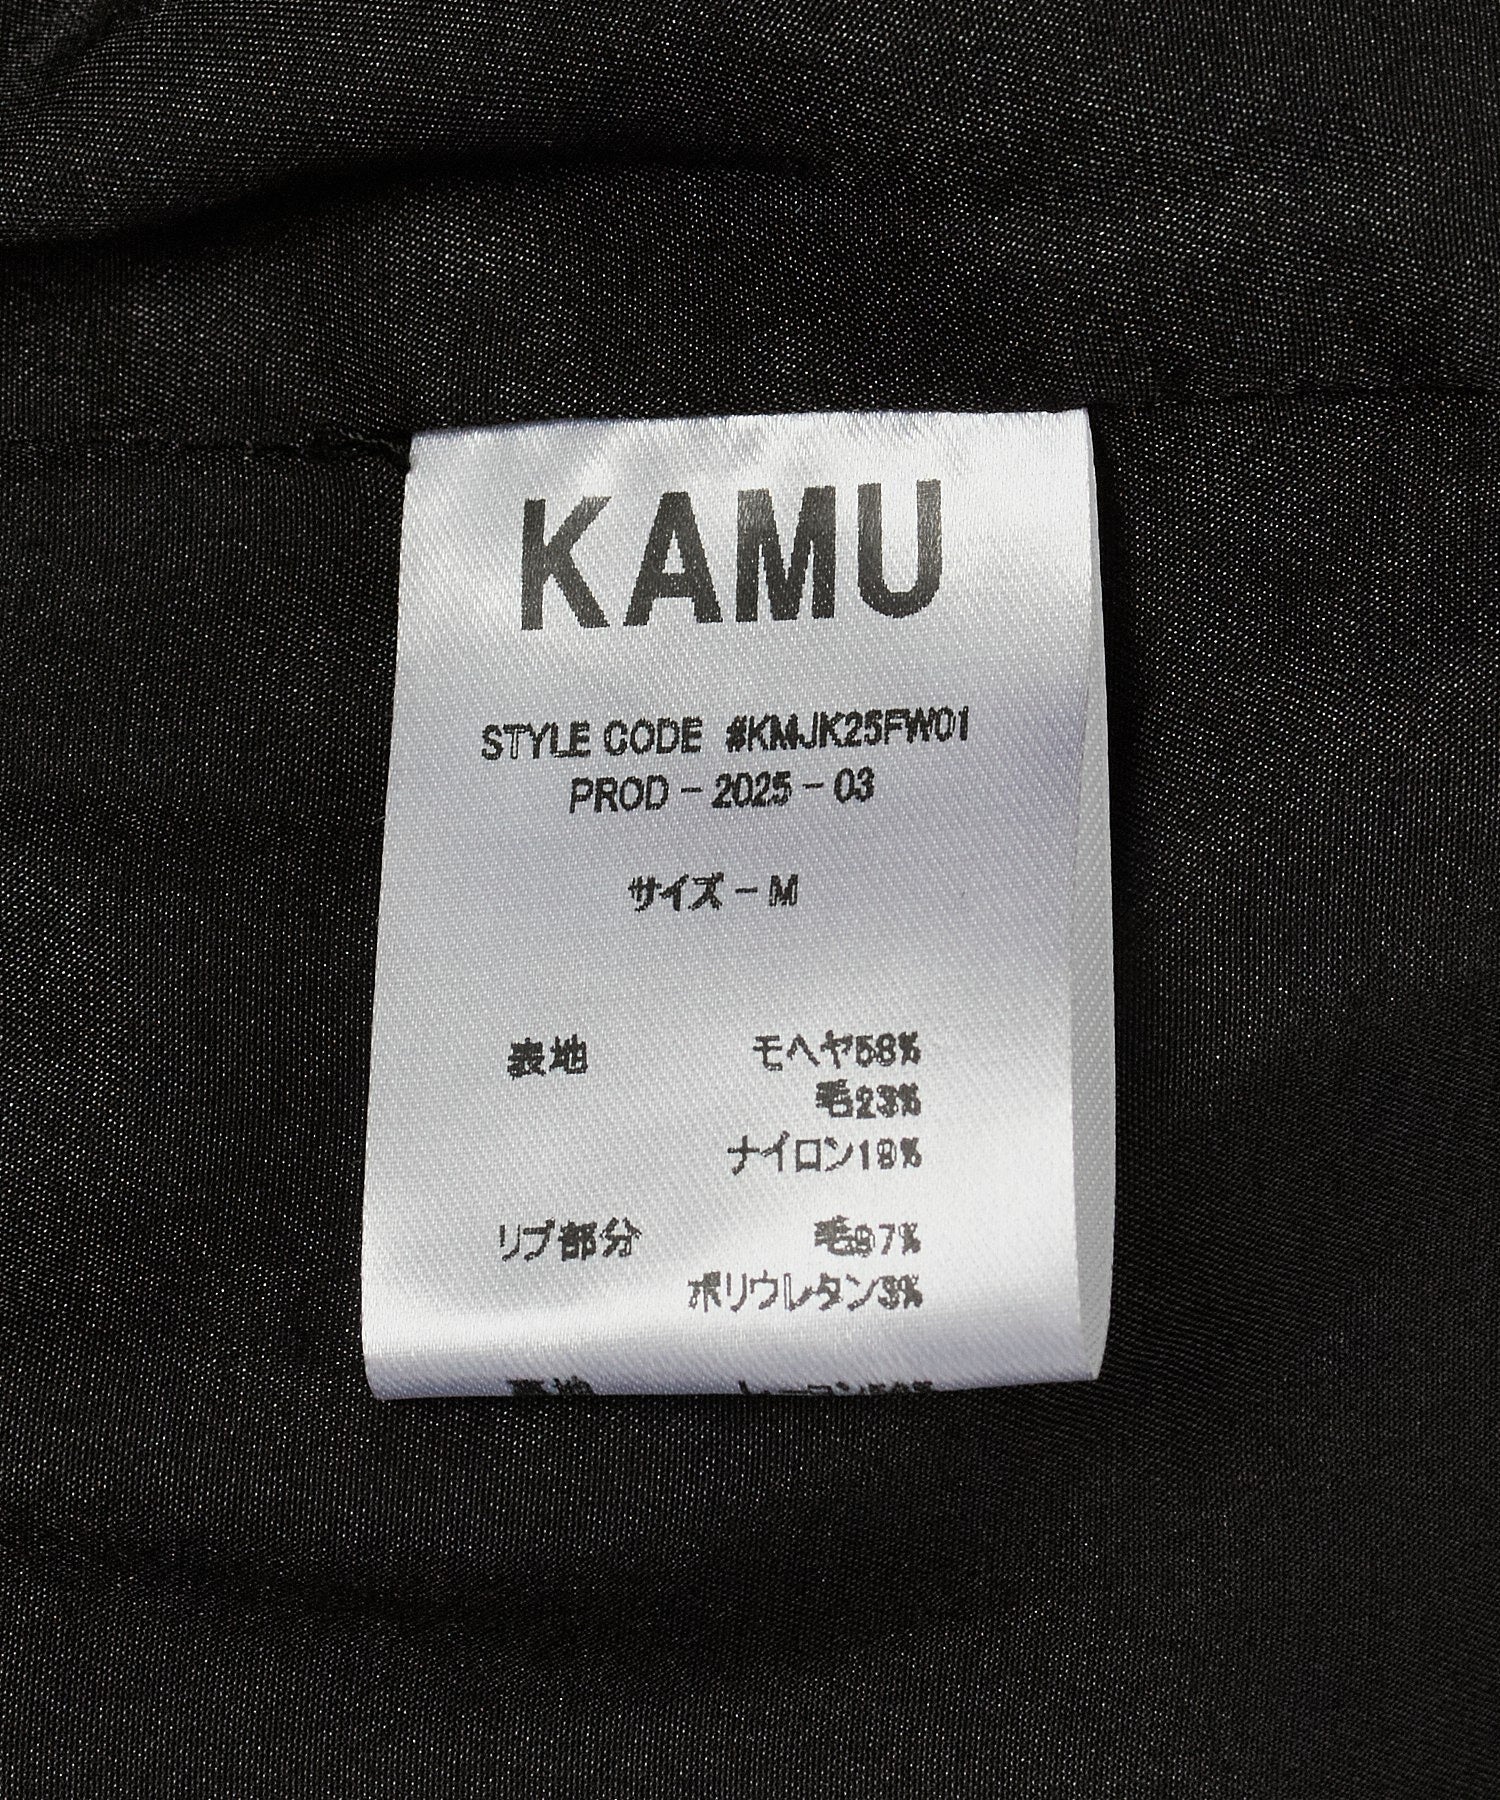 KAMU
STYLE CODE #KMJK25FW01
PROD-2025-03
サイズ-M
表地 モヘヤ58%
毛23%
ナイロン19%
リブ部分 毛97%
ポリウレタン3%